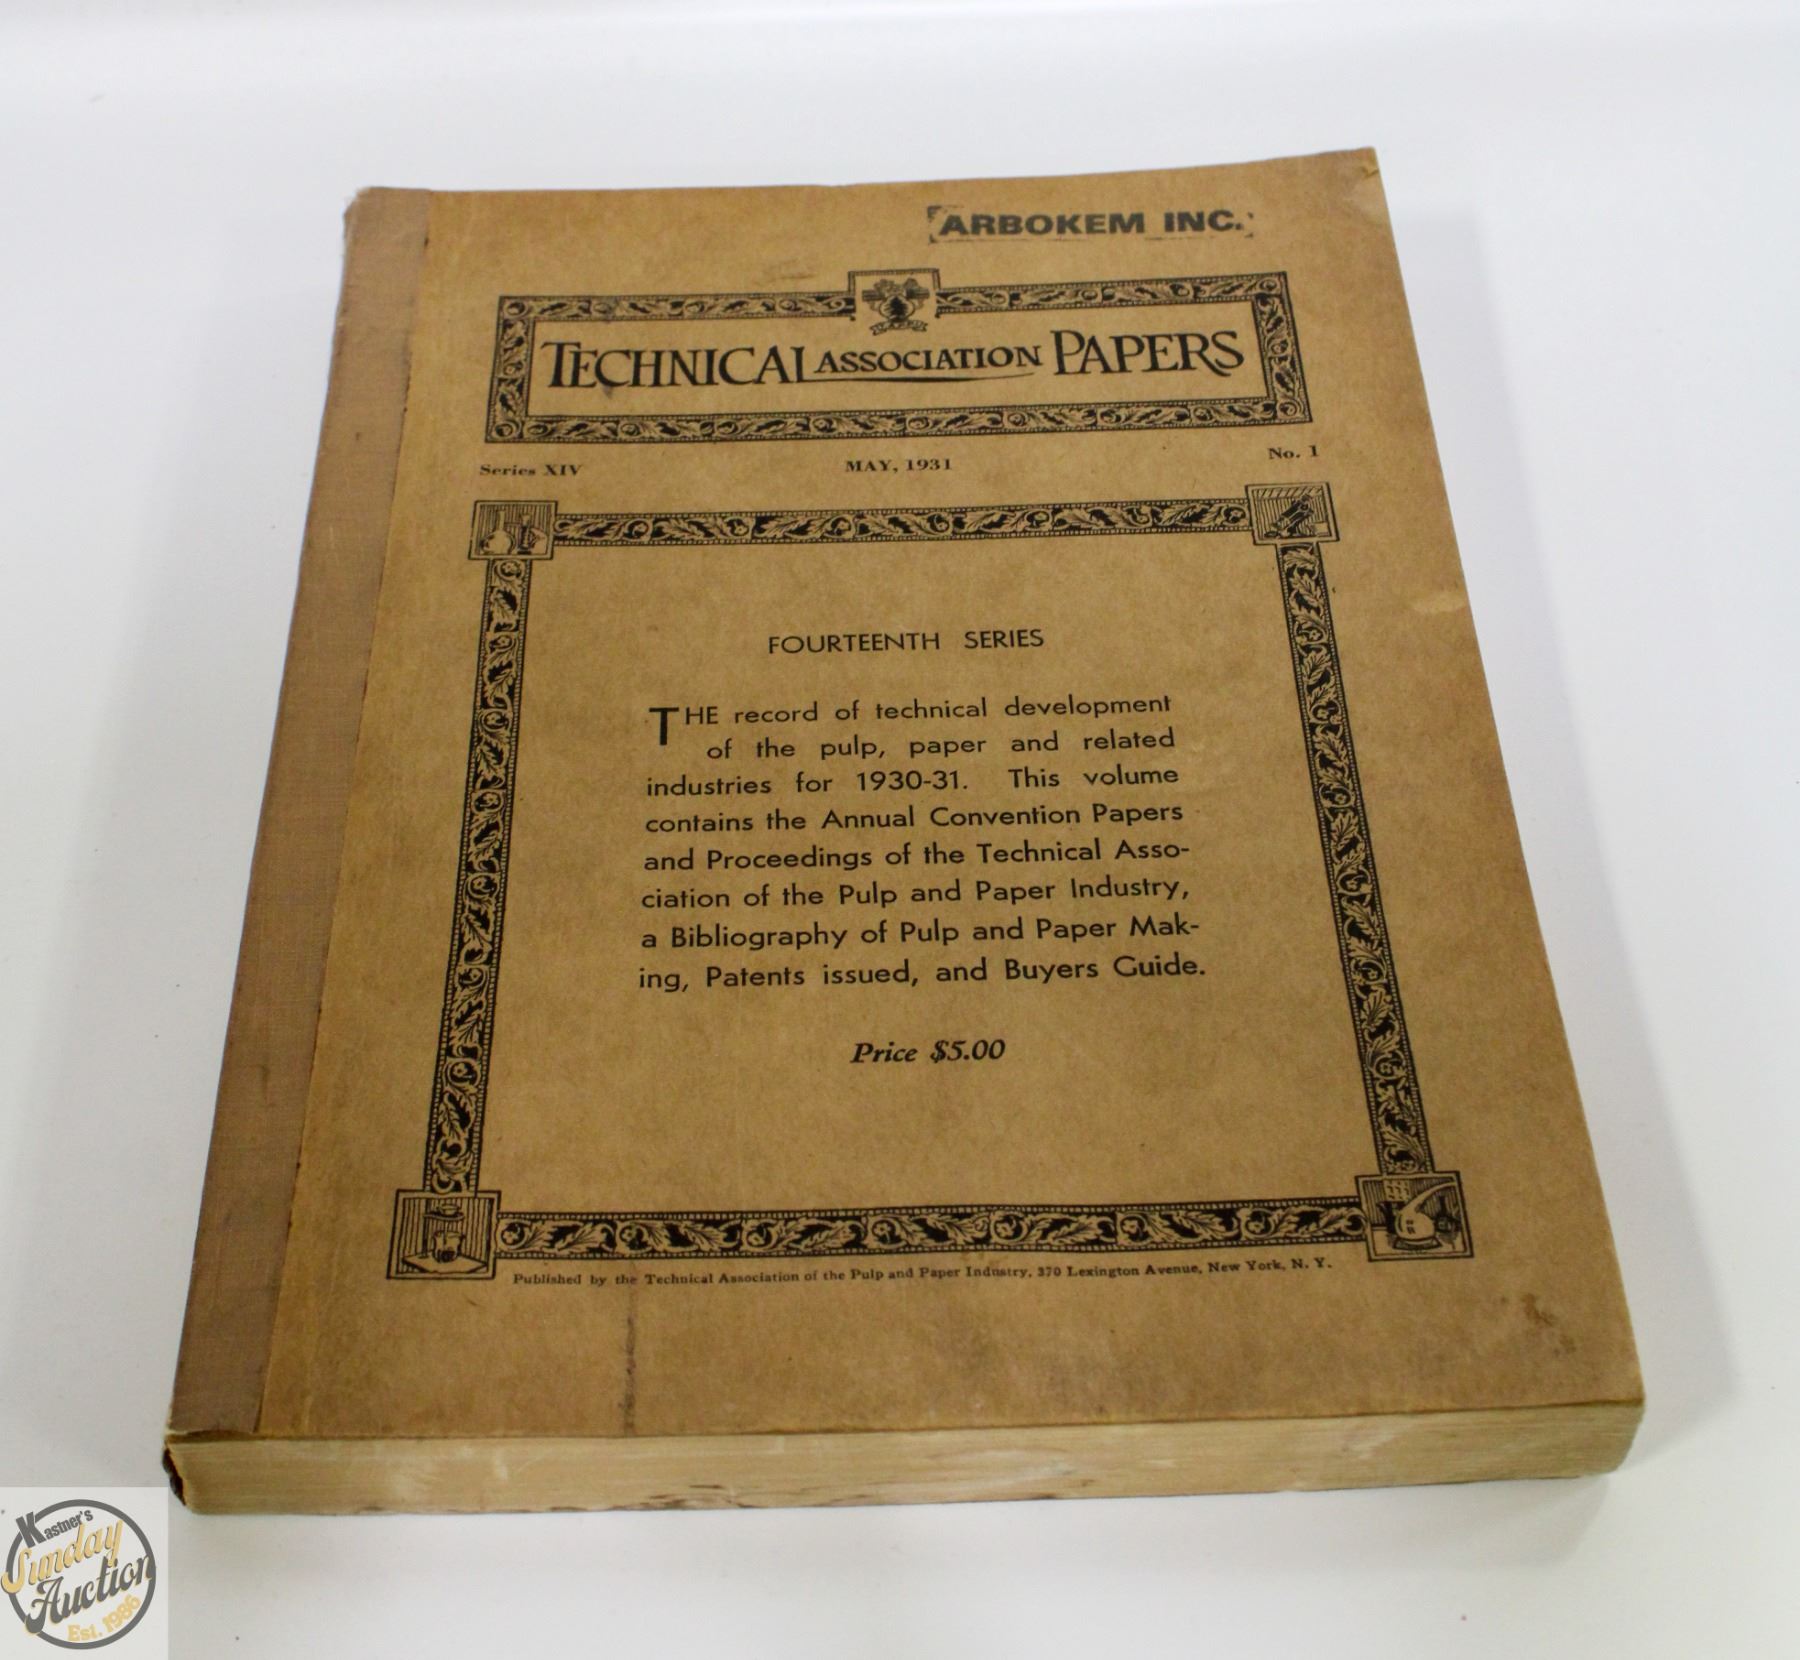 ARBOKEM INC.
TECHNICAL ASSOCIATION PAPERS
Series XIV MAY, 1931 No. 1
FOURTEENTH SERIES
THE record of technical development
of the pulp, paper and related
industries for 1930-31. This volume
contains the Annual Convention Papers
and Proceedings of the Technical Asso-
ciation of the Pulp and Paper Industry,
a Bibliography of Pulp and Paper Mak-
ing, Patents issued, and Buyers Guide.
Price $5.00
Published by the Technical Association of the Pulp and Paper Industry, 370 Lexington Avenue, New York, N. Y.
Kastner's
Sunday
Auction
Est. 1986